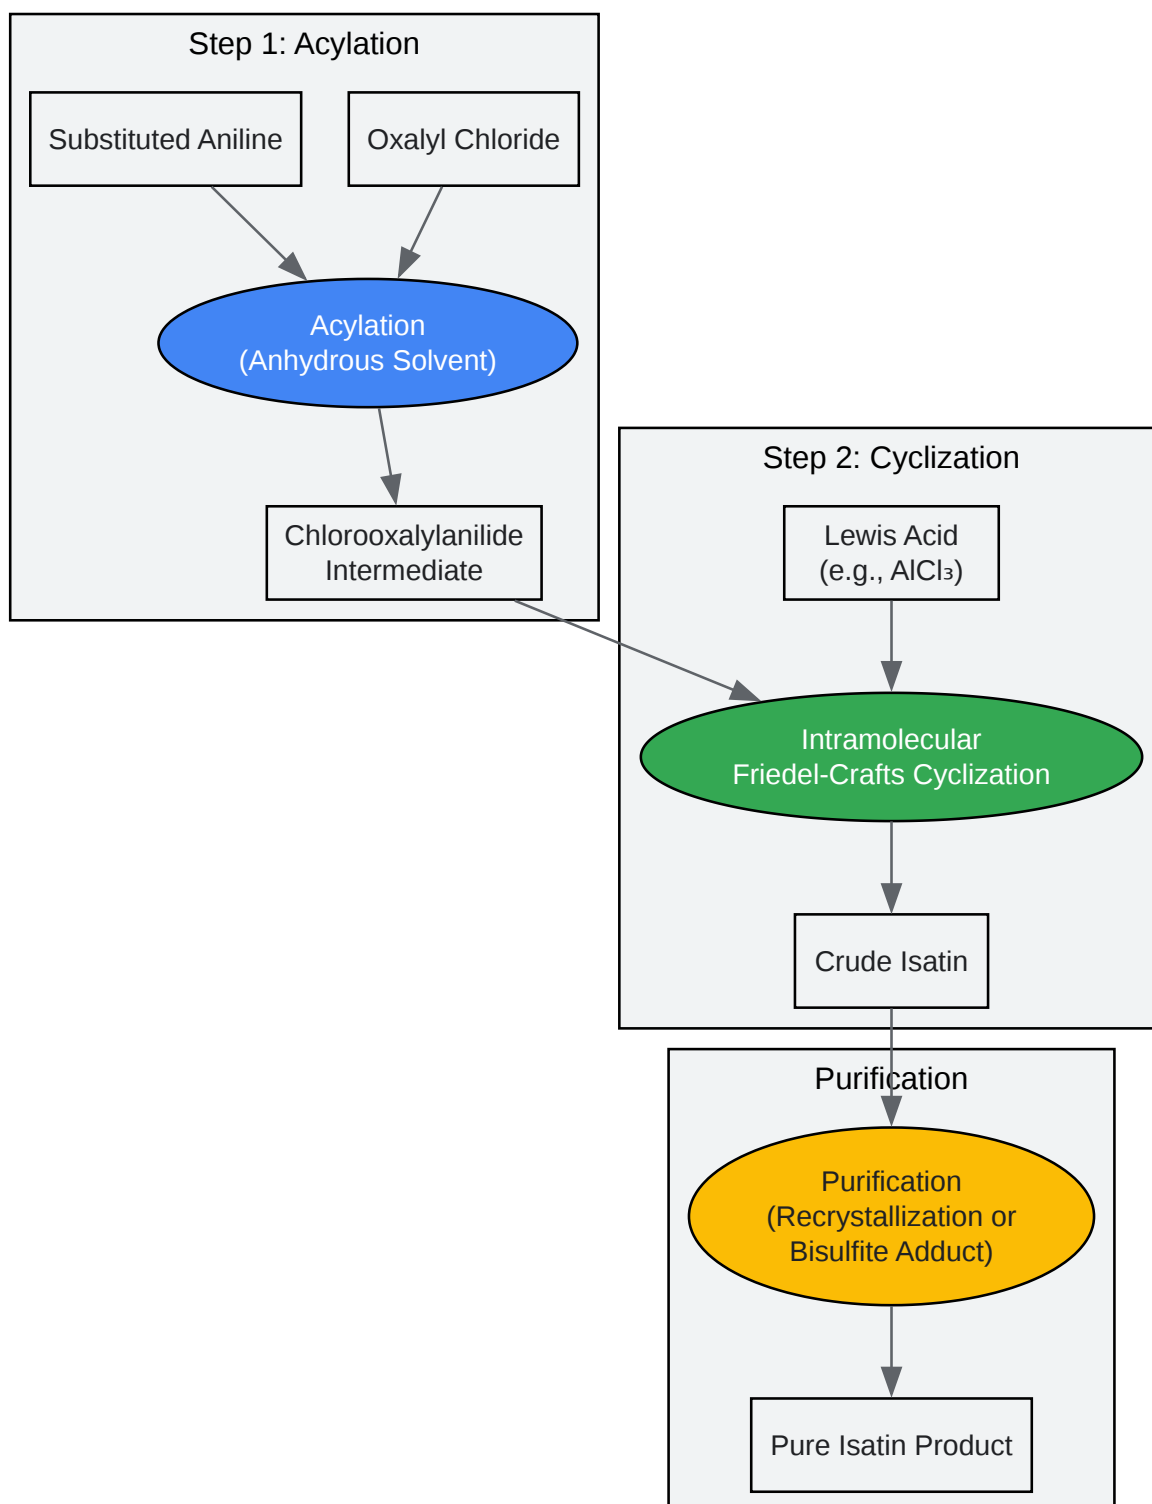 Step 1: Acylation
Substituted Aniline
Oxalyl Chloride
Acylation
(Anhydrous Solvent)
Chlorooxalylanilide
Intermediate
Step 2: Cyclization
Lewis Acid
(e.g., AlCl₃)
Intramolecular
Friedel-Crafts Cyclization
Crude Isatin
Purification
Purification
(Recrystallization or
Bisulfite Adduct)
Pure Isatin Product